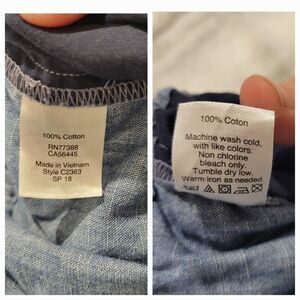 100% Cotton
RN77388
CA56445
Made in Vietnam
Style C2363
SP 18
100% Coton
Machine wash cold,
with like colors.
Non chlorine
bleach only.
Tumble dry low.
Warm iron as needed.